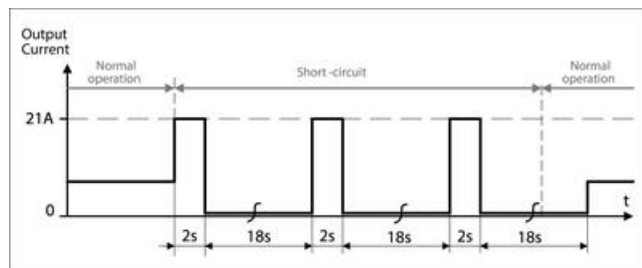 Output
Current
Normal
operation
Short -circuit
Normal
operation
21A
0
t
2s 18s 2s 18s 2s 18s